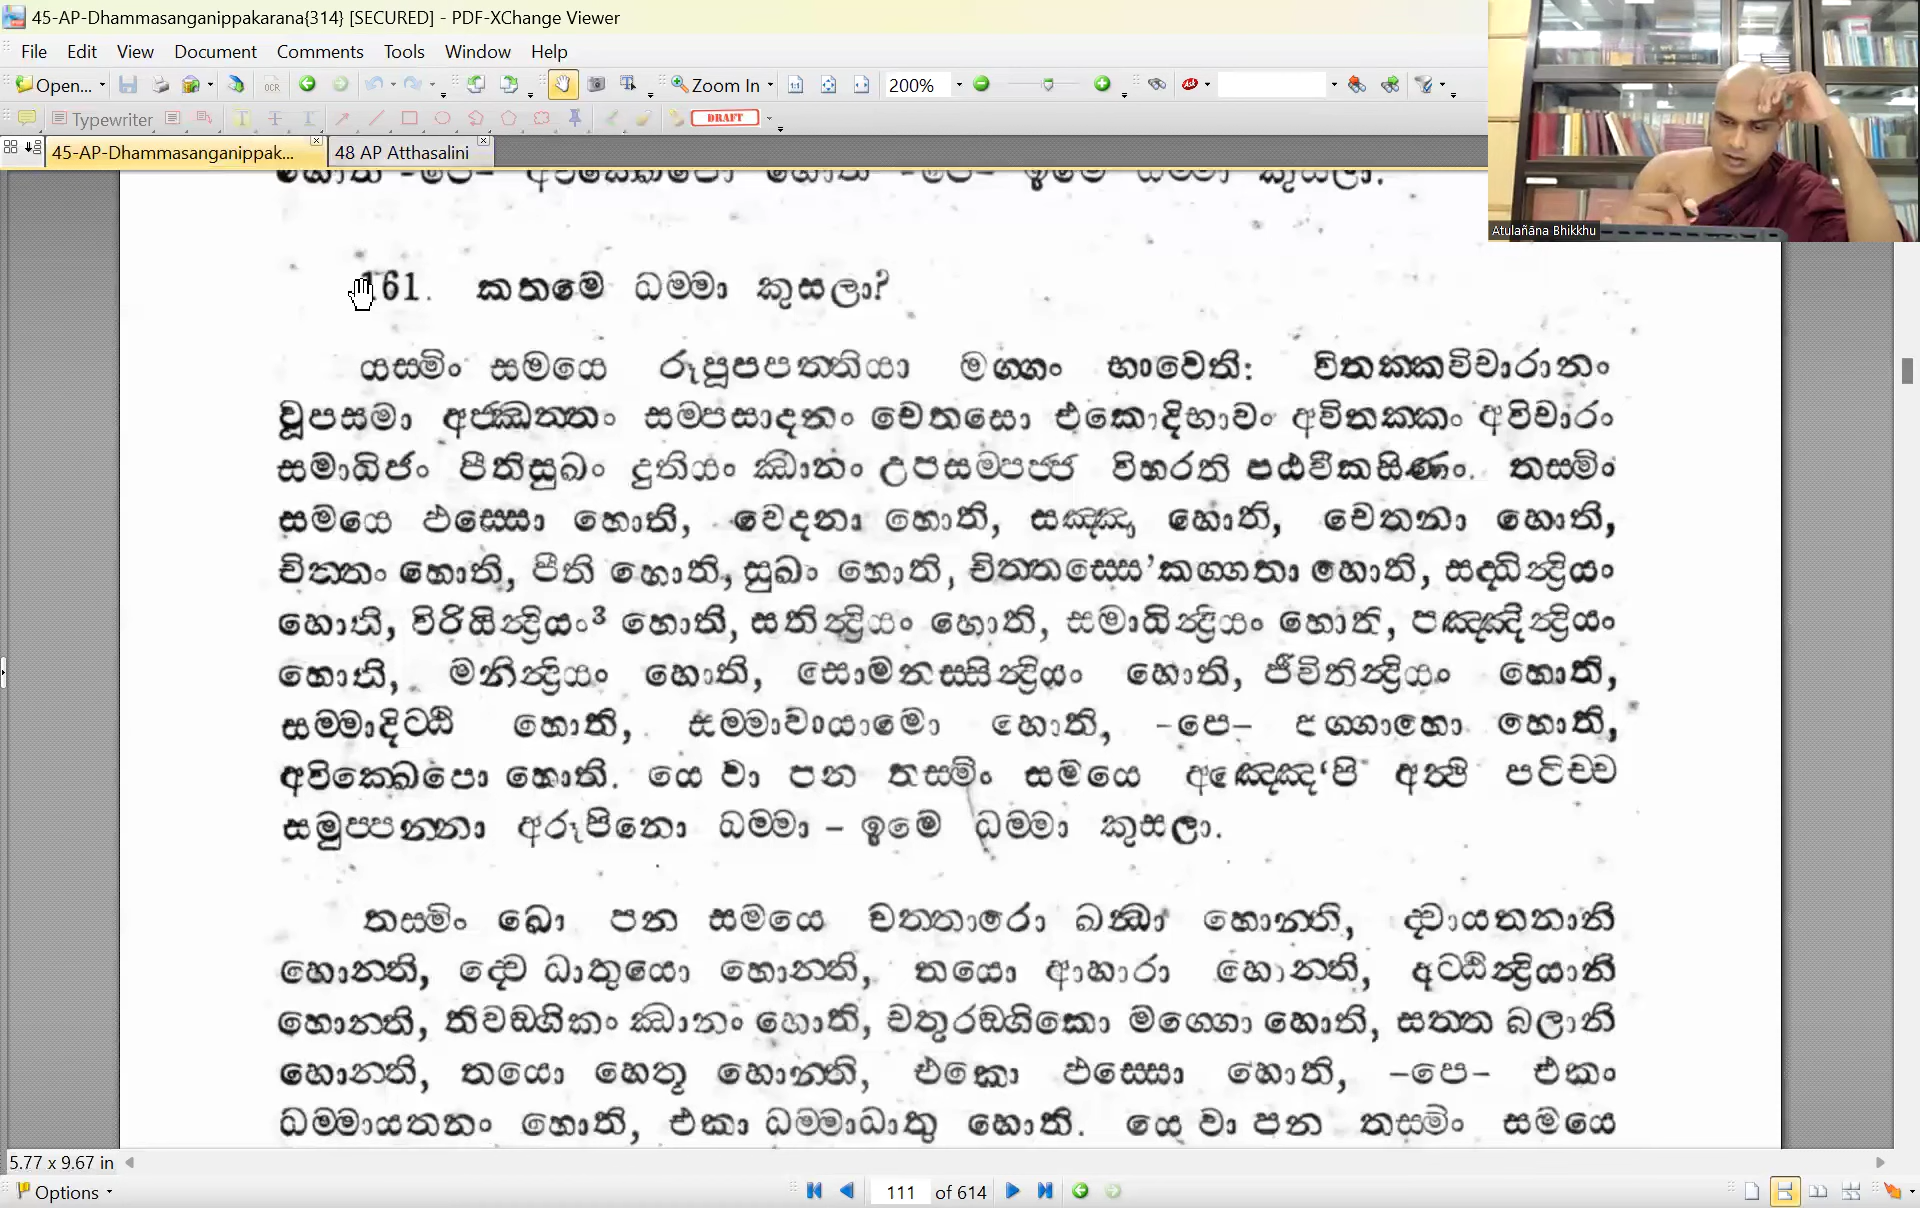 45-AP-Dhammasanganippakarana{314} [SECURED] - PDF-XChange Viewer
File Edit View Document Comments Tools Window Help
Open... OCR Zoom In 200%
Typewriter DRAFT
45-AP-Dhammasanganippak... 48 AP Atthasalini
Atulañāna Bhikkhu
161. කතමෙ ධම්මා කුසලා?
යස්මිං සමයෙ රූපූපපත්තියා මග්ගං භාවෙති: විතක්කවිචාරානං
වූපසමා අජ්ඣත්තං සම්පසාදනං චෙතසො එකොදිභාවං අවිතක්කං අවිචාරං
සමාධිජං පීතිසුඛං දුතියං ඣානං උපසම්පජ්ජ විහරති පඨවීකසිණං. තස්මිං
සමයෙ ඵස්සො හොති, වෙදනා හොති, සඤ්ඤා හොති, චෙතනා හොති,
චිත්තං හොති, පීති හොති, සුඛං හොති, චිත්තස්සෙ'කග්ගතා හොති, සද්ධින්ද්‍රියං
හොති, විරියින්ද්‍රියං³ හොති, සතින්ද්‍රියං හොති, සමාධින්ද්‍රියං හොති, පඤ්ඤින්ද්‍රියං
හොති, මනින්ද්‍රියං හොති, සොමනස්සින්ද්‍රියං හොති, ජීවිතින්ද්‍රියං හොති,
සම්මාදිට්ඨි හොති, සම්මාවායාමො හොති, -පෙ- පග්ගාහො හොති,
අවික්ඛෙපො හොති. යෙ වා පන තස්මිං සමයෙ අඤ්ඤෙ'පි අත්ථි පටිච්ච
සමුප්පන්නා අරූපිනො ධම්මා - ඉමෙ ධම්මා කුසලා.
තස්මිං ඛො පන සමයෙ චත්තාරො ඛන්ධා හොන්ති, ද්වායතනානි
හොන්ති, ද්වෙ ධාතුයො හොන්ති, තයො ආහාරා හොන්ති, අට්ඨින්ද්‍රියානි
හොන්ති, තිවඞ්ගිකං ඣානං හොති, චතුරඞ්ගිකො මග්ගො හොති, සත්ත බලානි
හොන්ති, තයො හෙතූ හොන්ති, එකො ඵස්සො හොති, -පෙ- එකං
ධම්මායතනං හොති, එකා ධම්මාධාතු හොති. යෙ වා පන තස්මිං සමයෙ
5.77 x 9.67 in
Options 111 of 614